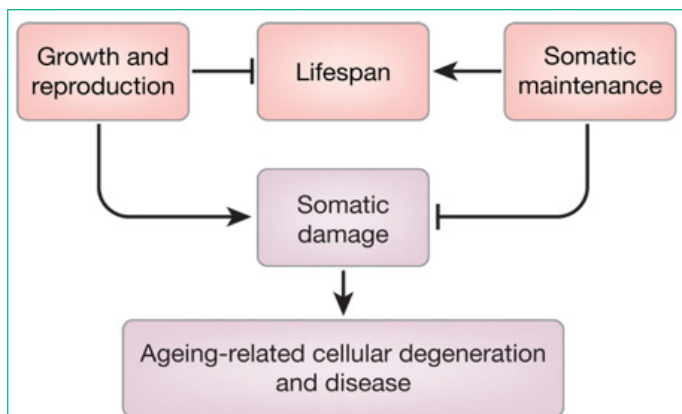 Growth and
reproduction
Lifespan
Somatic
maintenance
Somatic
damage
Ageing-related cellular degeneration
and disease